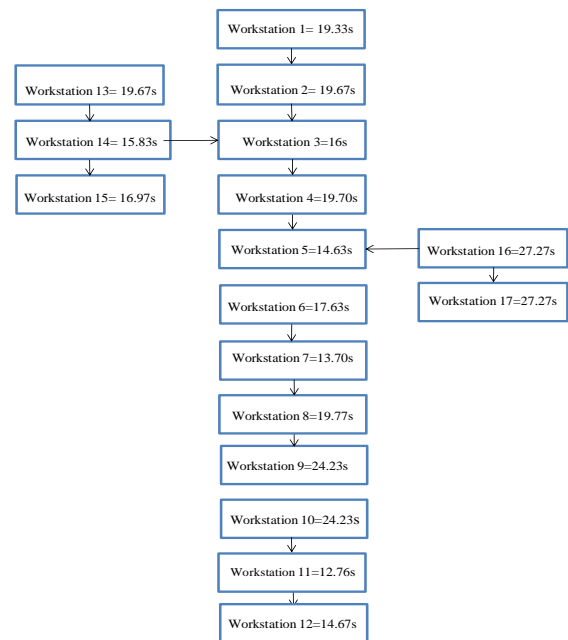 Workstation 1= 19.33s
Workstation 13= 19.67s
Workstation 2= 19.67s
Workstation 14= 15.83s
Workstation 3=16s
Workstation 15= 16.97s
Workstation 4=19.70s
Workstation 5=14.63s
Workstation 16=27.27s
Workstation 17=27.27s
Workstation 6=17.63s
Workstation 7=13.70s
Workstation 8=19.77s
Workstation 9=24.23s
Workstation 10=24.23s
Workstation 11=12.76s
Workstation 12=14.67s